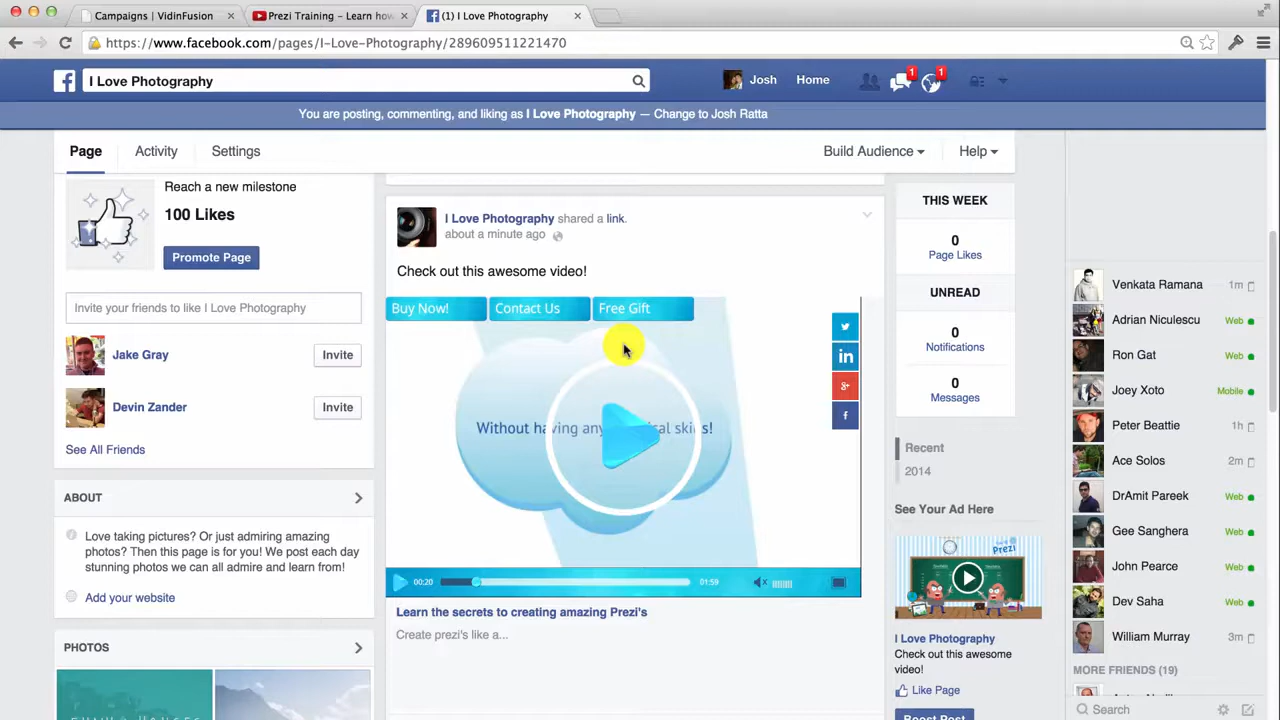 Campaigns | VidinFusion
Prezi Training – Learn how
(1) I Love Photography
https://www.facebook.com/pages/I-Love-Photography/289609511221470
I Love Photography
Josh
Home
1
1
You are posting, commenting, and liking as I Love Photography — Change to Josh Ratta
Page
Activity
Settings
Build Audience
Help
Reach a new milestone
100 Likes
Promote Page
Invite your friends to like I Love Photography
Jake Gray
Invite
Devin Zander
Invite
See All Friends
ABOUT
Love taking pictures? Or just admiring amazing
photos? Then this page is for you! We post each day
stunning photos we can all admire and learn from!
Add your website
PHOTOS
I Love Photography shared a link.
about a minute ago
Check out this awesome video!
Buy Now!
Contact Us
Free Gift
Without having any
skills!
00:20
01:59
Learn the secrets to creating amazing Prezi's
Create prezi's like a...
THIS WEEK
0
Page Likes
UNREAD
0
Notifications
0
Messages
Recent
2014
See Your Ad Here
Prezi
I Love Photography
Check out this awesome
video!
Like Page
Boost Post
Venkata Ramana
1m
Adrian Niculescu
Web
Ron Gat
Web
Joey Xoto
Mobile
Peter Beattie
1h
Ace Solos
2m
DrAmit Pareek
Web
Gee Sanghera
Web
John Pearce
Web
Dev Saha
Web
William Murray
3m
MORE FRIENDS (19)
Search